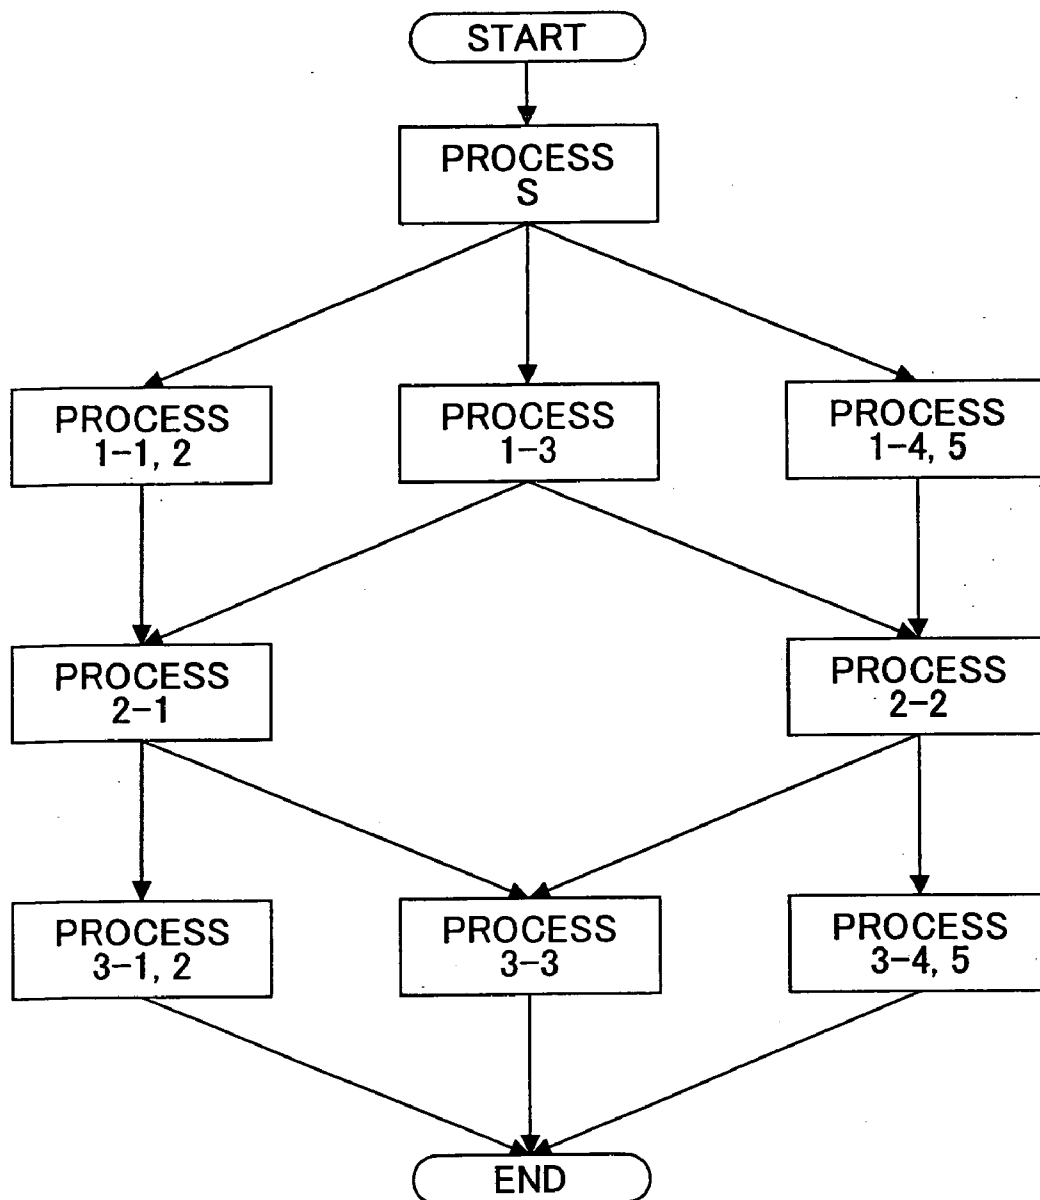 START
PROCESS
S
PROCESS
1-1, 2
PROCESS
1-3
PROCESS
1-4, 5
PROCESS
2-1
PROCESS
2-2
PROCESS
3-1, 2
PROCESS
3-3
PROCESS
3-4, 5
END